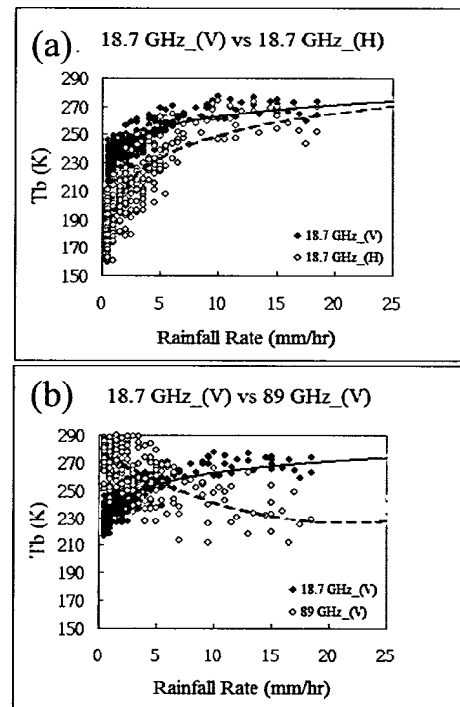 (a)
18.7 GHz_(V) vs 18.7 GHz_(H)
290
270
250
230
210
190
170
150
Tb (K)
18.7 GHz_(V)
18.7 GHz_(H)
0 5 10 15 20 25
Rainfall Rate (mm/hr)
(b)
18.7 GHz_(V) vs 89 GHz_(V)
290
270
250
230
210
190
170
150
Tb (K)
18.7 GHz_(V)
89 GHz_(V)
0 5 10 15 20 25
Rainfall Rate (mm/hr)